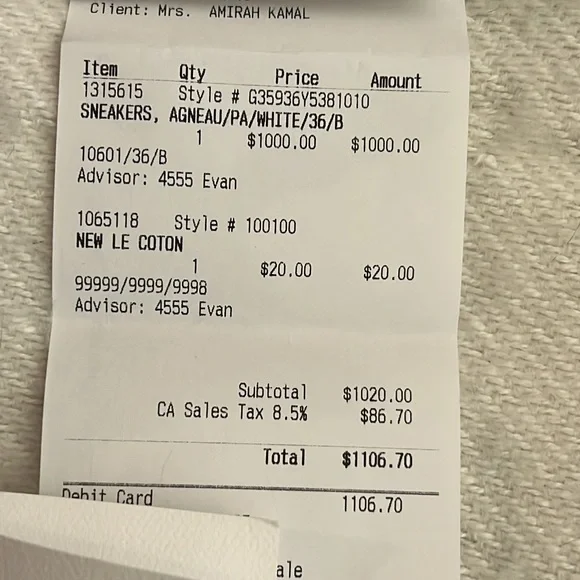 Client: Mrs. AMIRAH KAMAL
Item Qty Price Amount
1315615 Style # G35936Y5381010
SNEAKERS, AGNEAU/PA/WHITE/36/B
1 $1000.00 $1000.00
10601/36/B
Advisor: 4555 Evan
1065118 Style # 100100
NEW LE COTON
1 $20.00 $20.00
99999/9999/9998
Advisor: 4555 Evan
Subtotal $1020.00
CA Sales Tax 8.5% $86.70
Total $1106.70
Debit Card 1106.70
ale